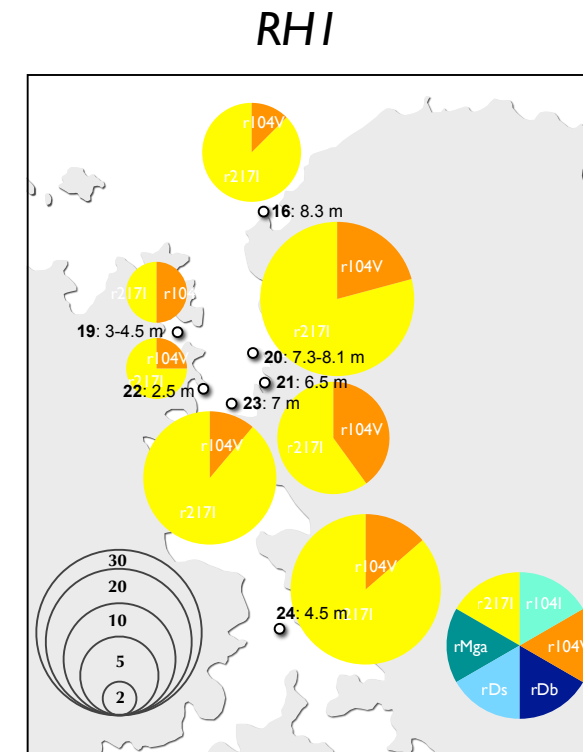 RH1
r104V
r217I
16: 8.3 m
r104V
r217I
r217I
r104
19: 3-4.5 m
r104V
r217I
20: 7.3-8.1 m
21: 6.5 m
22: 2.5 m
23: 7 m
r104V
r217I
r104V
r217I
r104V
r217I
24: 4.5 m
30
20
10
5
2
r217I
r104I
rMga
r104V
rDs
rDb